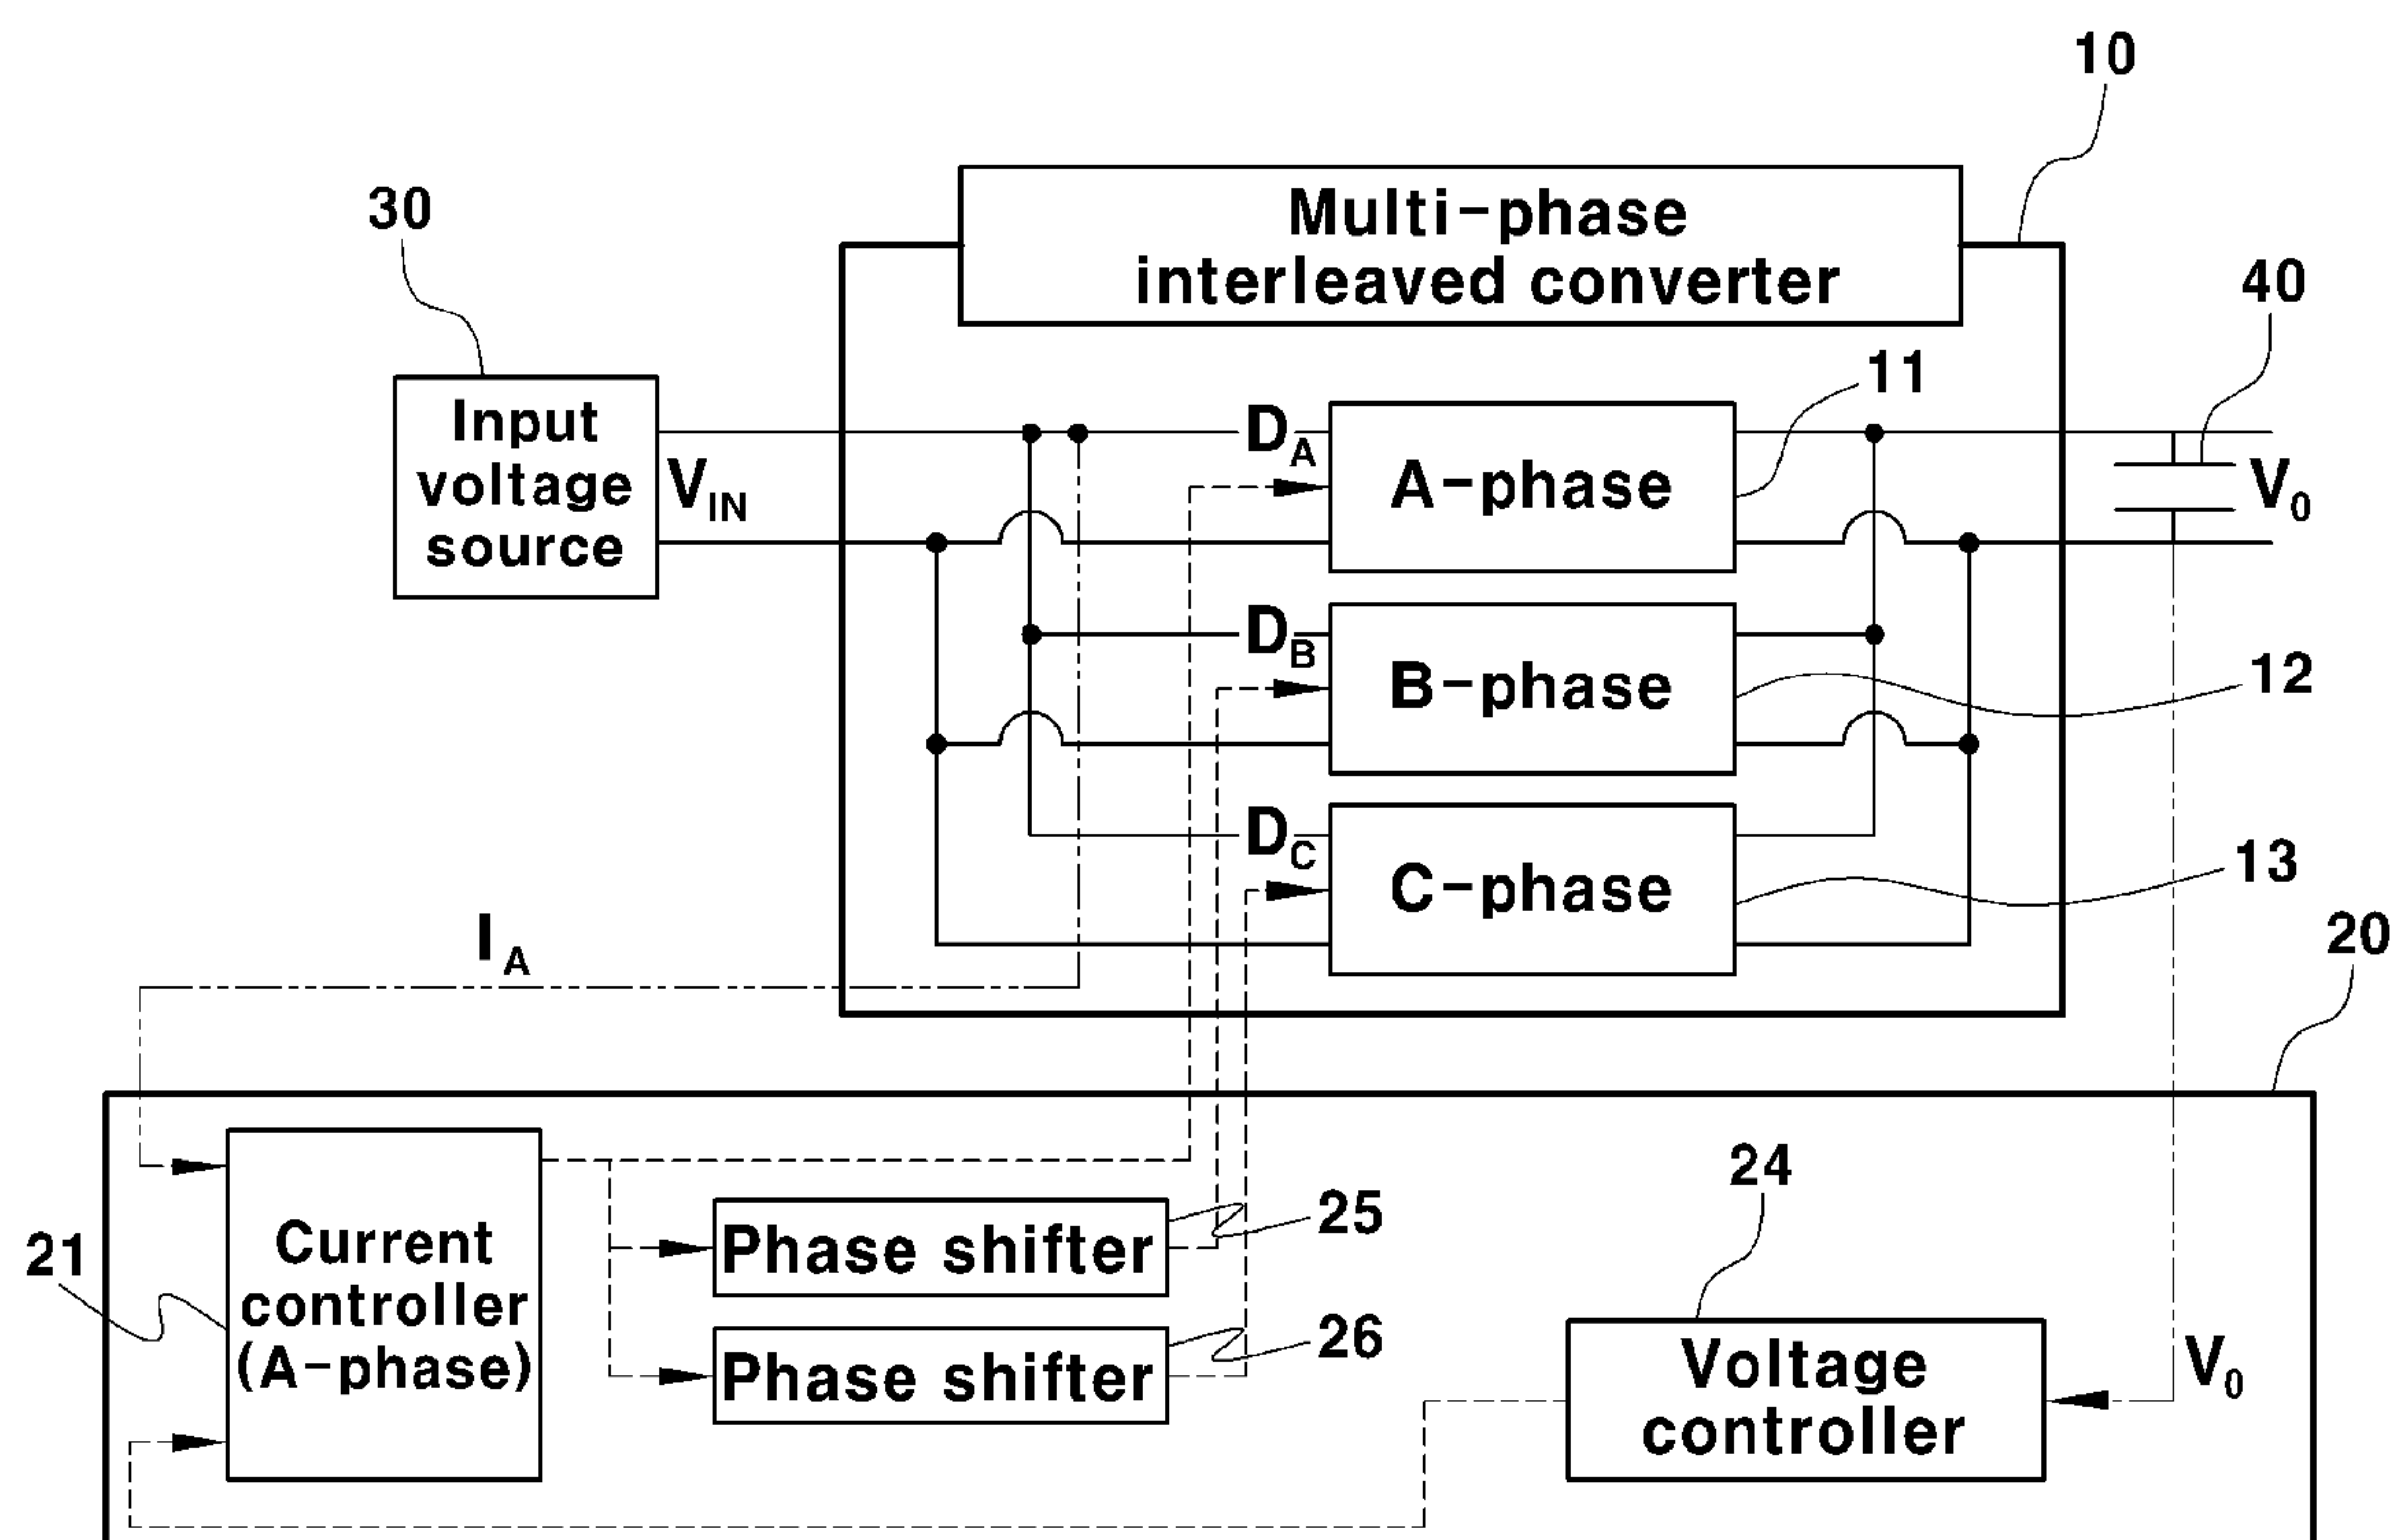 10
Multi-phase
interleaved converter
30
40
Input
voltage
source
VIN
DA
A-phase
11
V0
DB
B-phase
12
DC
C-phase
13
IA
20
21
Current
controller
(A-phase)
Phase shifter
25
Phase shifter
26
24
Voltage
controller
V0